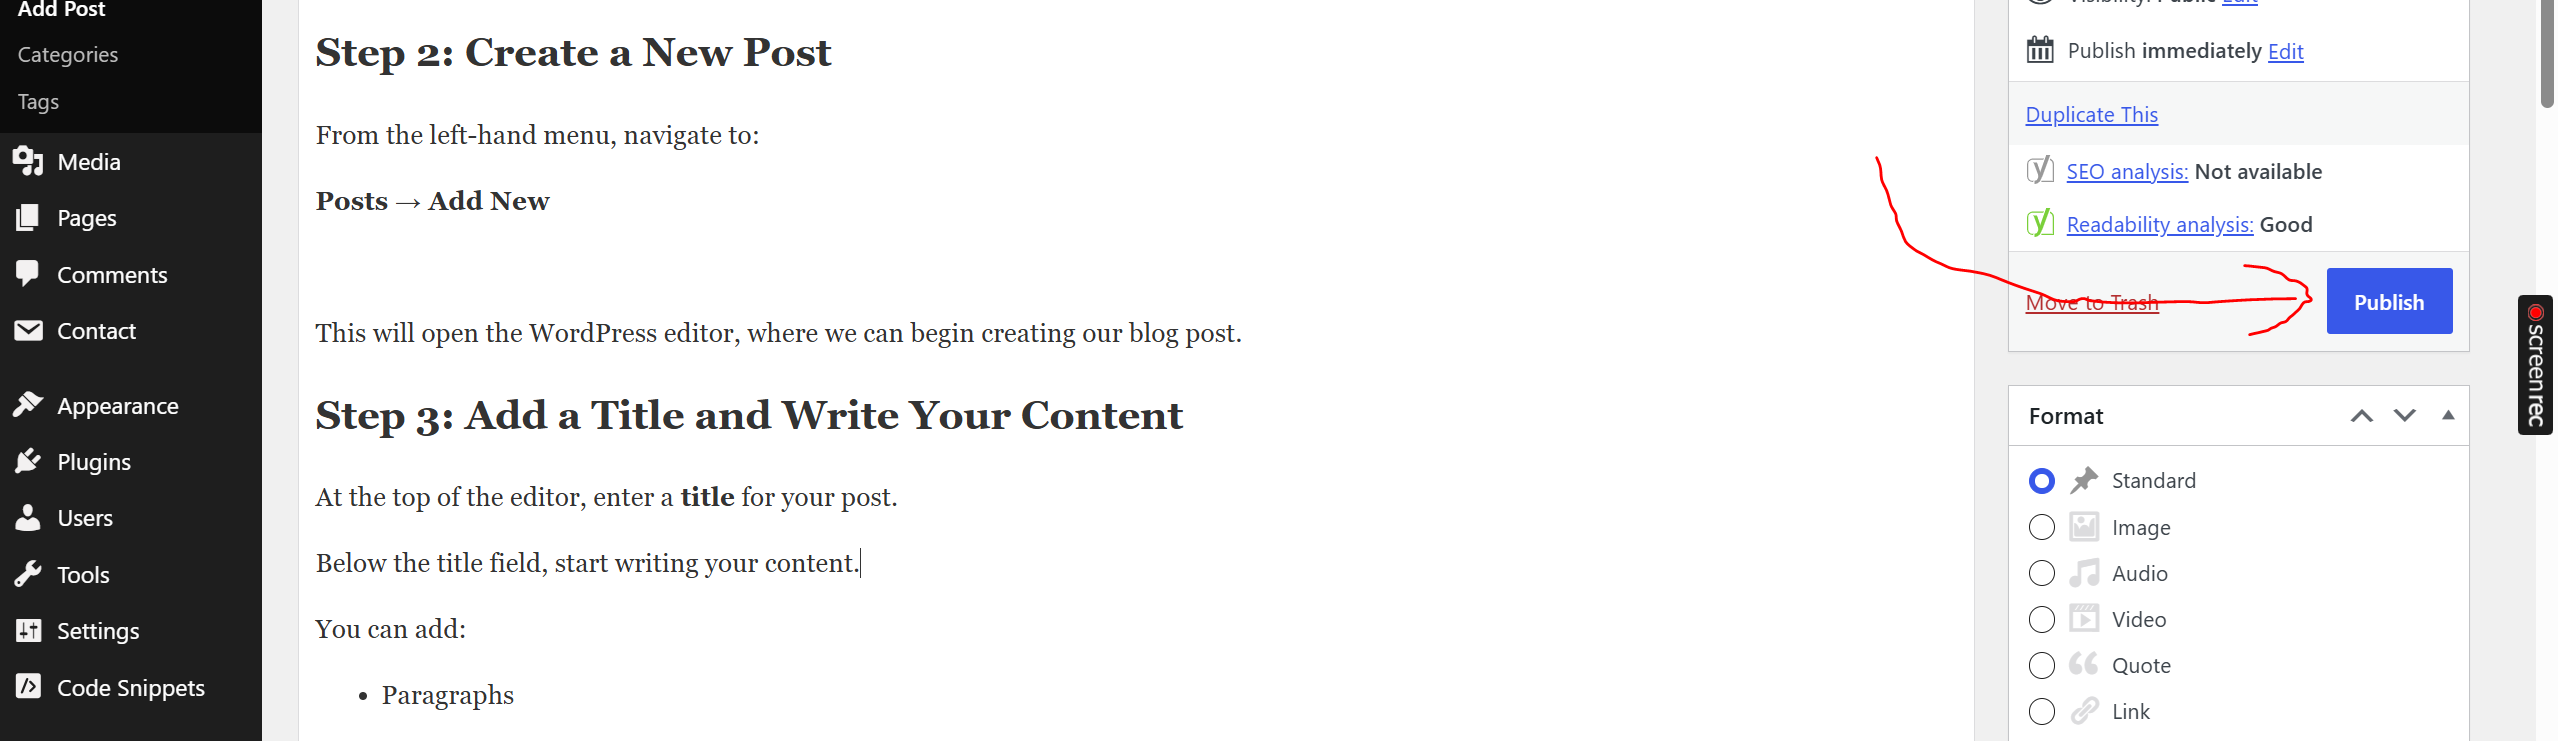 Add Post
Categories
Tags
Media
Pages
Comments
Contact
Appearance
Plugins
Users
Tools
Settings
Code Snippets
Step 2: Create a New Post
From the left-hand menu, navigate to:
Posts → Add New
This will open the WordPress editor, where we can begin creating our blog post.
Step 3: Add a Title and Write Your Content
At the top of the editor, enter a title for your post.
Below the title field, start writing your content.
You can add:
• Paragraphs
Visibility: Public Edit
Publish immediately Edit
Duplicate This
SEO analysis: Not available
Readability analysis: Good
Move to Trash
Publish
Format
Standard
Image
Audio
Video
Quote
Link
screenrec